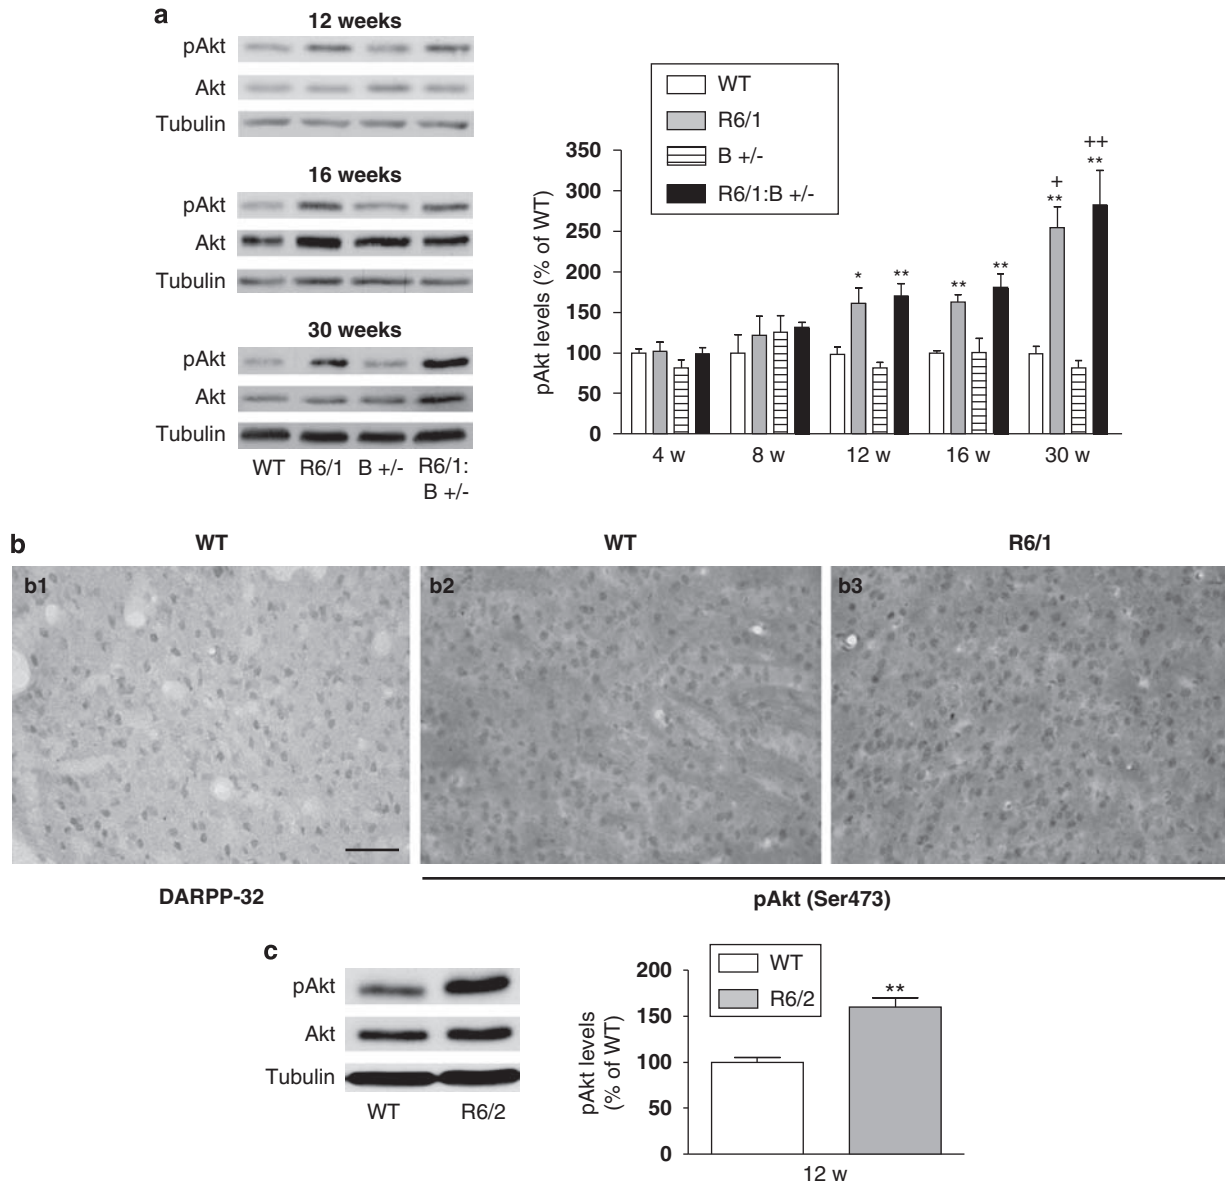 a
12 weeks
pAkt
Akt
Tubulin
16 weeks
pAkt
Akt
Tubulin
30 weeks
pAkt
Akt
Tubulin
WT R6/1 B +/- R6/1:
B +/-
WT
R6/1
B +/-
R6/1:B +/-
pAkt levels (% of WT)
350
300
250
200
150
100
50
0
* ** ** ** + ** ++ **
4 w 8 w 12 w 16 w 30 w
b
WT WT R6/1
b1 b2 b3
DARPP-32 pAkt (Ser473)
c
pAkt
Akt
Tubulin
WT R6/2
WT
R6/2
pAkt levels
(% of WT)
200
150
100
50
0
**
12 w